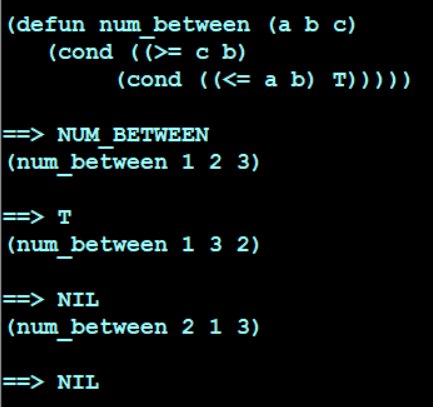 (defun num_between (a b c)
(cond ((>= c b)
(cond ((<= a b) T)))))
==> NUM_BETWEEN
(num_between 1 2 3)
==> T
(num_between 1 3 2)
==> NIL
(num_between 2 1 3)
==> NIL